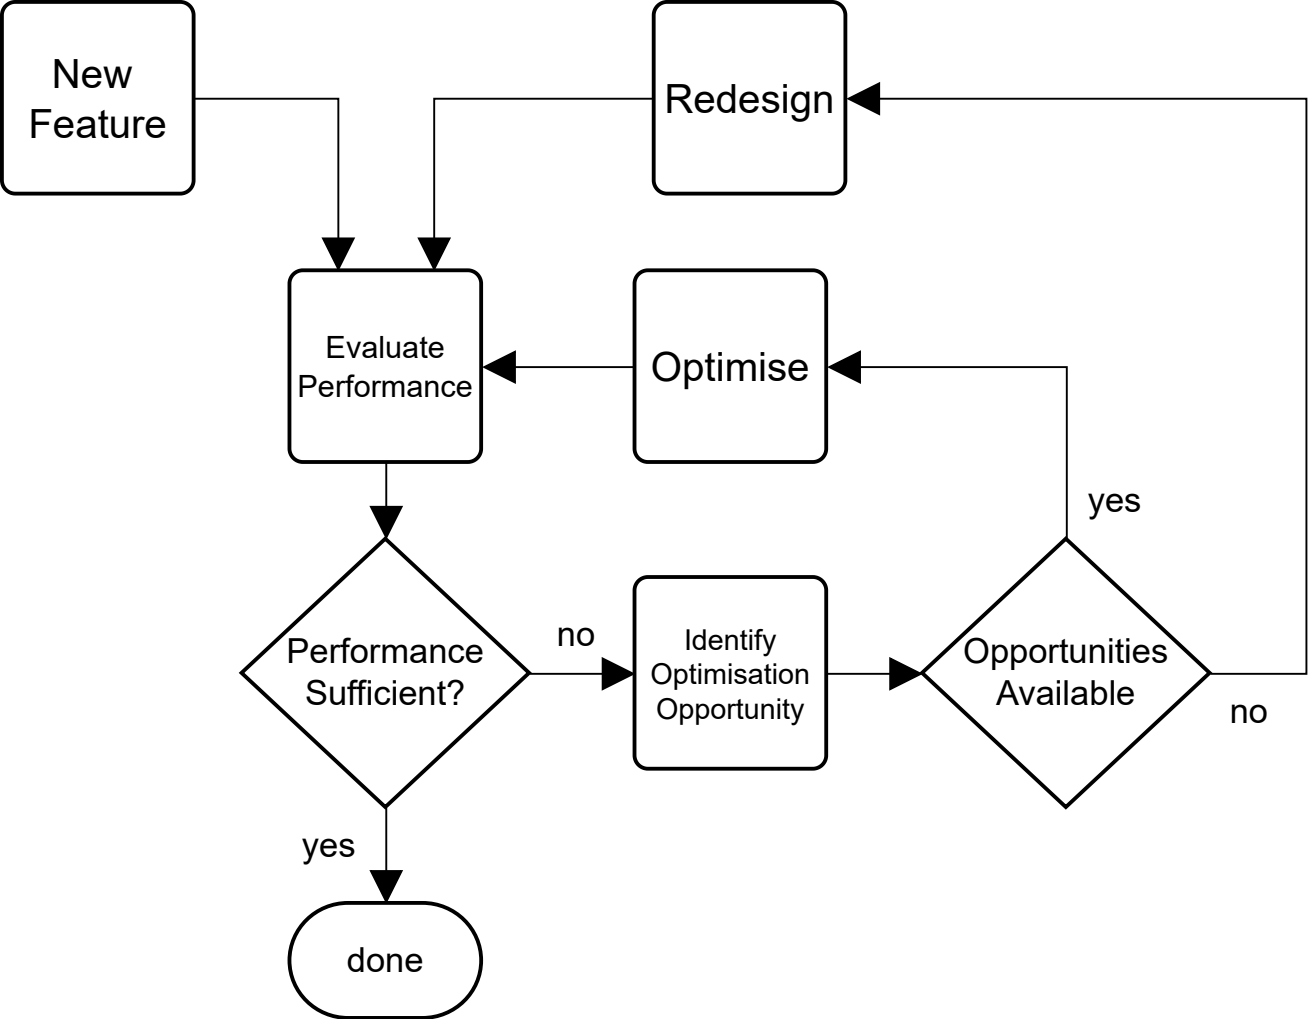 New
Feature
Redesign
Evaluate
Performance
Optimise
yes
Performance
Sufficient?
no
Identify
Optimisation
Opportunity
Opportunities
Available
no
yes
done